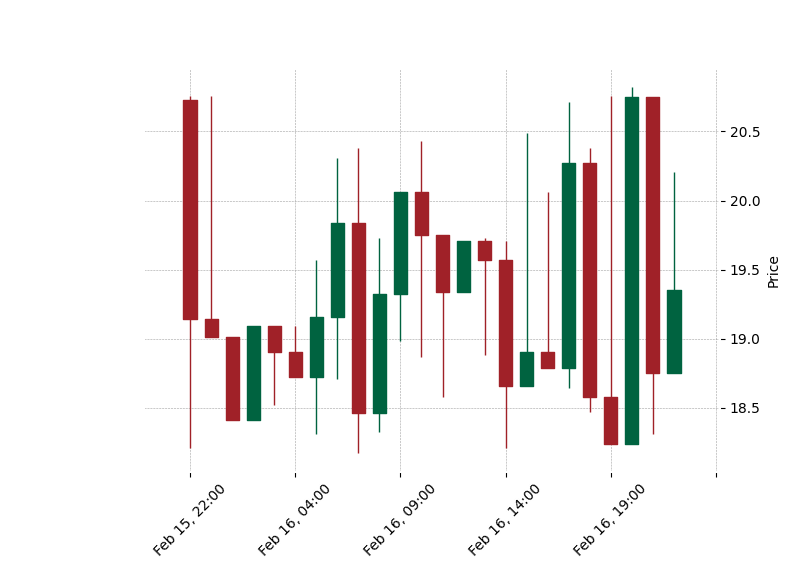 20.5
20.0
19.5
19.0
18.5
Price
Feb 15, 22:00
Feb 16, 04:00
Feb 16, 09:00
Feb 16, 14:00
Feb 16, 19:00